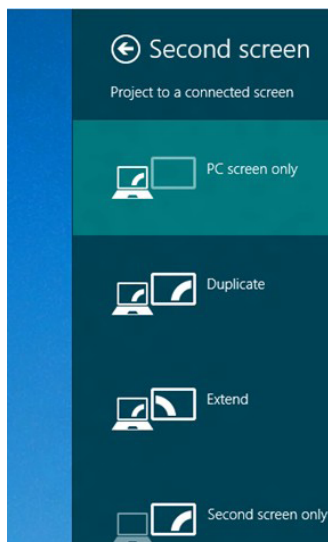 Second screen
Project to a connected screen
PC screen only
Duplicate
Extend
Second screen only